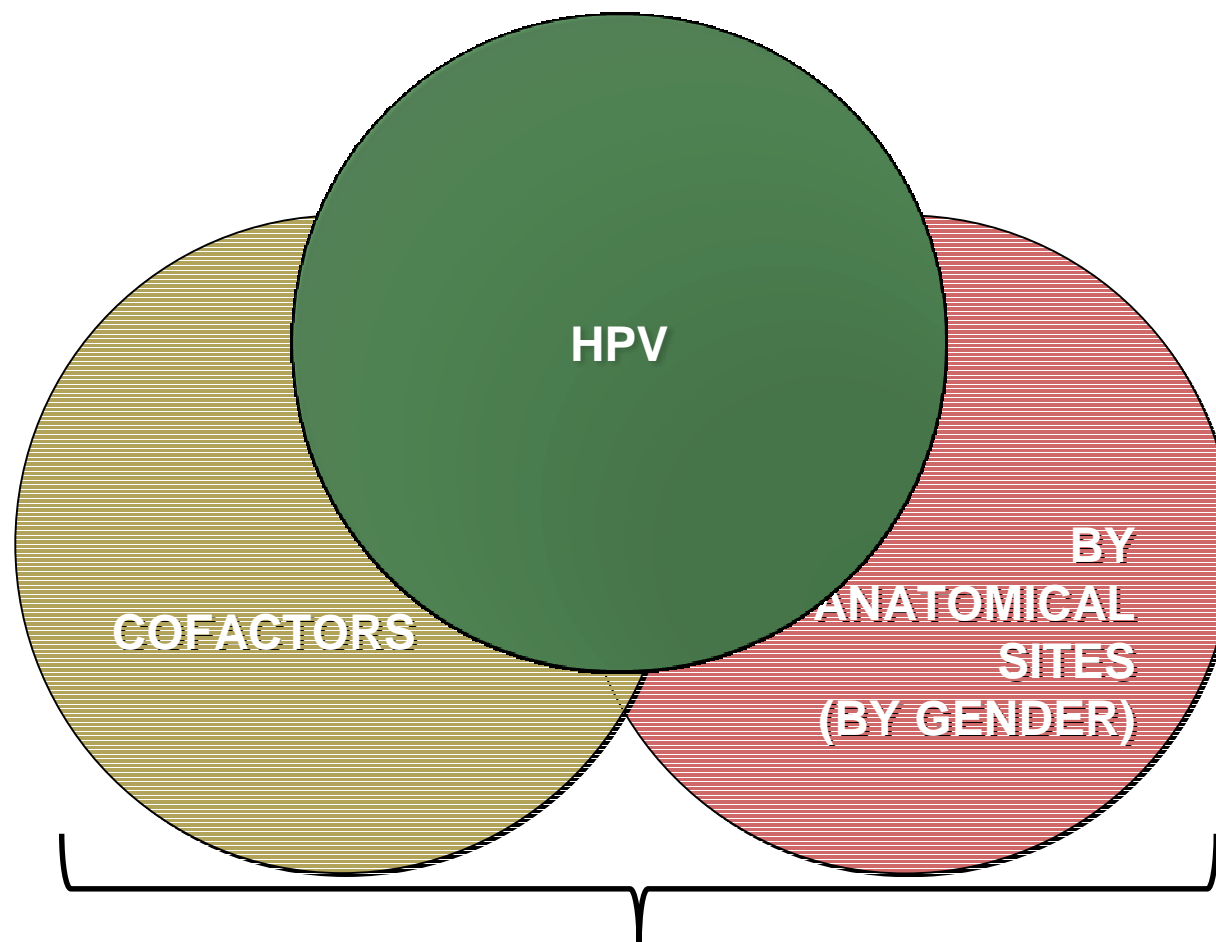 HPV
COFACTORS
BY
ANATOMICAL
SITES
(BY GENDER)